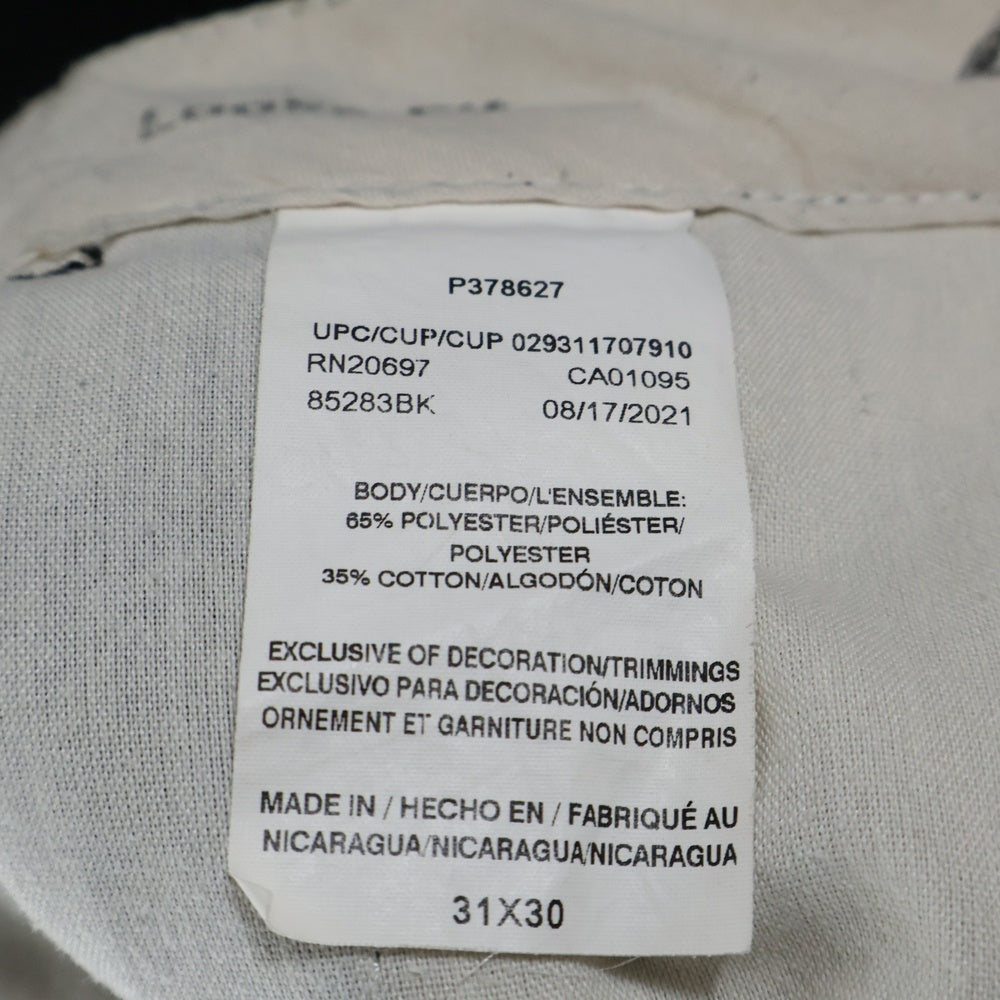 P378627
UPC/CUP/CUP 029311707910
RN20697 CA01095
85283BK 08/17/2021
BODY/CUERPO/L'ENSEMBLE:
65% POLYESTER/POLIÉSTER/
POLYESTER
35% COTTON/ALGODÓN/COTON
EXCLUSIVE OF DECORATION/TRIMMINGS
EXCLUSIVO PARA DECORACIÓN/ADORNOS
ORNEMENT ET GARNITURE NON COMPRIS
MADE IN / HECHO EN / FABRIQUÉ AU
NICARAGUA/NICARAGUA/NICARAGUA
31X30